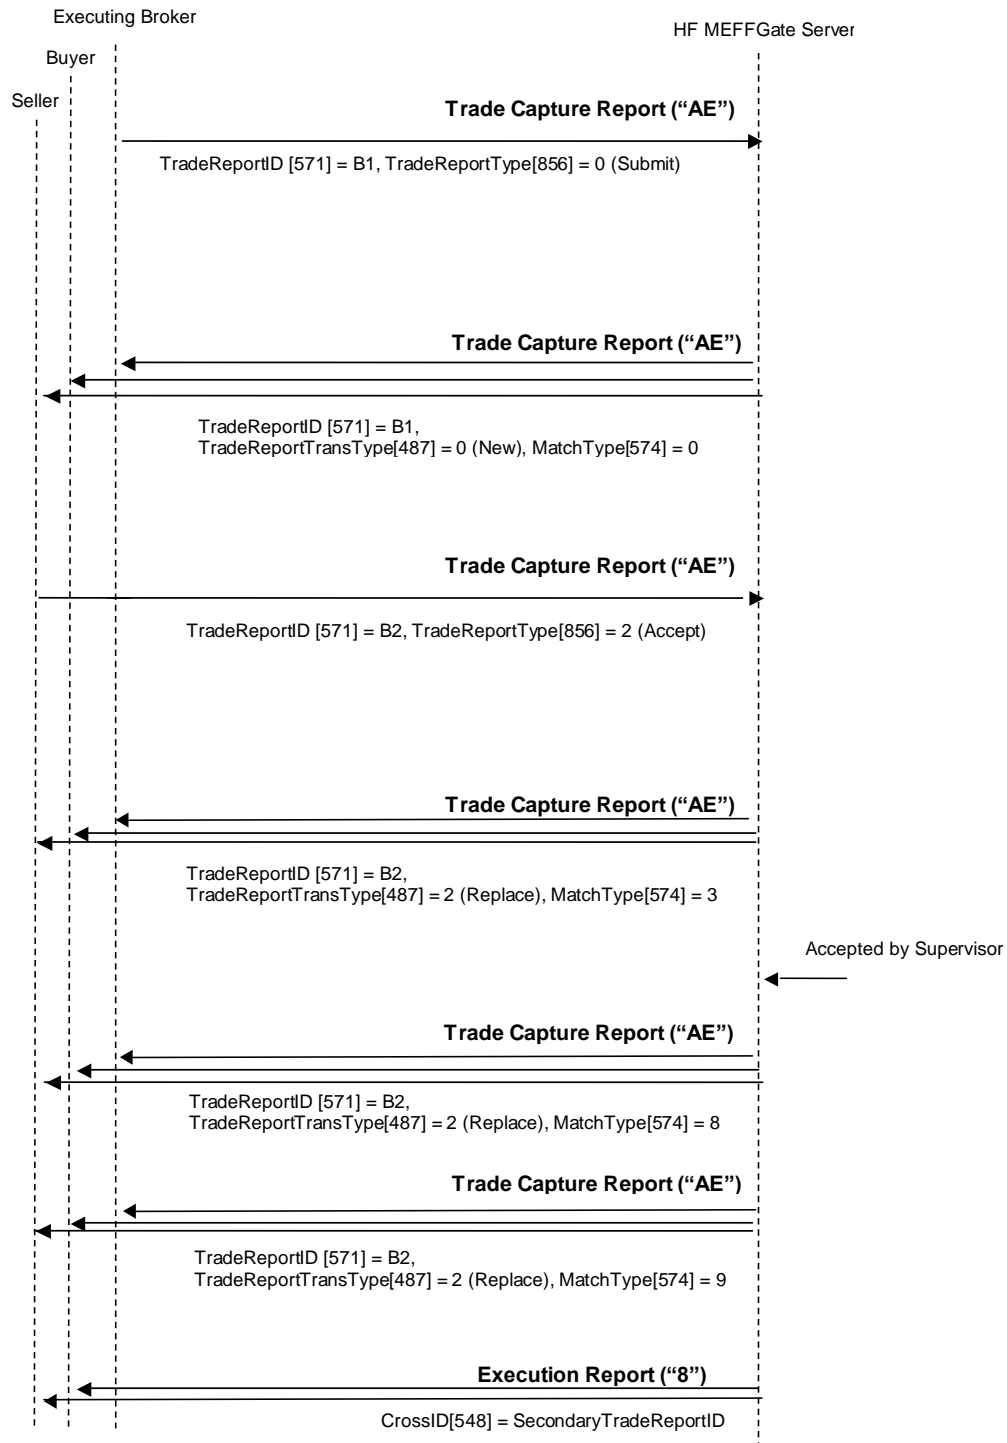 Executing Broker
HF MEFFGate Server
Buyer
Seller
Trade Capture Report (“AE”)
TradeReportID [571] = B1, TradeReportType[856] = 0 (Submit)
Trade Capture Report (“AE”)
TradeReportID [571] = B1,
TradeReportTransType[487] = 0 (New), MatchType[574] = 0
Trade Capture Report (“AE”)
TradeReportID [571] = B2, TradeReportType[856] = 2 (Accept)
Trade Capture Report (“AE”)
TradeReportID [571] = B2,
TradeReportTransType[487] = 2 (Replace), MatchType[574] = 3
Accepted by Supervisor
Trade Capture Report (“AE”)
TradeReportID [571] = B2,
TradeReportTransType[487] = 2 (Replace), MatchType[574] = 8
Trade Capture Report (“AE”)
TradeReportID [571] = B2,
TradeReportTransType[487] = 2 (Replace), MatchType[574] = 9
Execution Report (“8”)
CrossID[548] = SecondaryTradeReportID